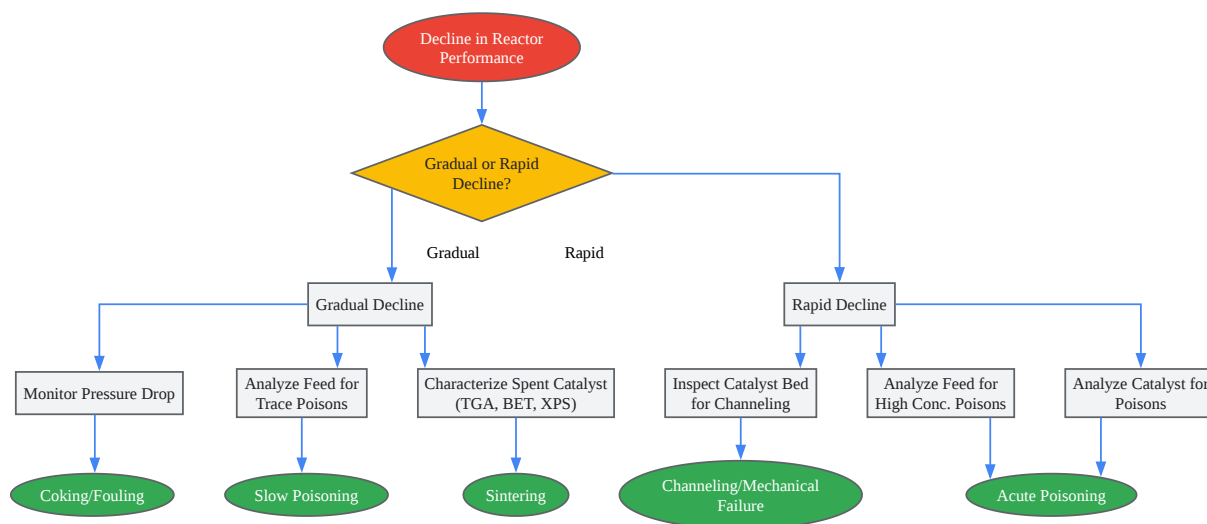 Decline in Reactor
Performance
Gradual or Rapid
Decline?
Gradual
Rapid
Gradual Decline
Rapid Decline
Monitor Pressure Drop
Analyze Feed for
Trace Poisons
Characterize Spent Catalyst
(TGA, BET, XPS)
Inspect Catalyst Bed
for Channeling
Analyze Feed for
High Conc. Poisons
Analyze Catalyst for
Poisons
Coking/Fouling
Slow Poisoning
Sintering
Channeling/Mechanical
Failure
Acute Poisoning